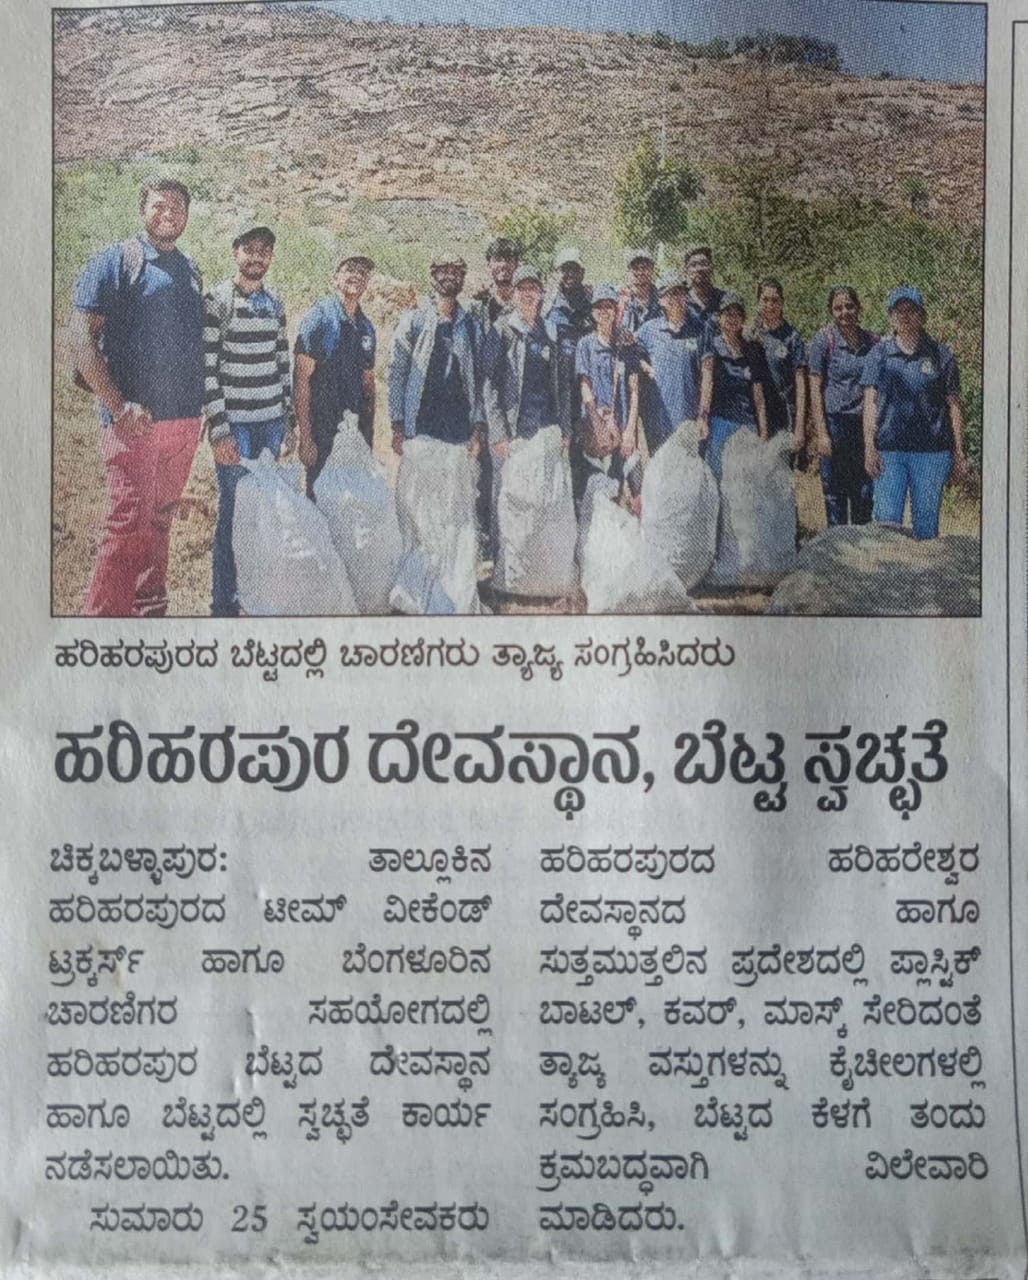 ಹರಿಹರಪುರದ ಬೆಟ್ಟದಲ್ಲಿ ಚಾರಣಿಗರು ತ್ಯಾಜ್ಯ ಸಂಗ್ರಹಿಸಿದರು
ಹರಿಹರಪುರ ದೇವಸ್ಥಾನ, ಬೆಟ್ಟ ಸ್ವಚ್ಛತೆ
ಚಿಕ್ಕಬಳ್ಳಾಪುರ: ತಾಲ್ಲೂಕಿನ
ಹರಿಹರಪುರದ ಟೀಮ್ ವೀಕೆಂಡ್
ಟ್ರಕ್ಕರ್ಸ್ ಹಾಗೂ ಬೆಂಗಳೂರಿನ
ಚಾರಣಿಗರ ಸಹಯೋಗದಲ್ಲಿ
ಹರಿಹರಪುರ ಬೆಟ್ಟದ ದೇವಸ್ಥಾನ
ಹಾಗೂ ಬೆಟ್ಟದಲ್ಲಿ ಸ್ವಚ್ಛತೆ ಕಾರ್ಯ
ನಡೆಸಲಾಯಿತು.
ಸುಮಾರು 25 ಸ್ವಯಂಸೇವಕರು
ಹರಿಹರಪುರದ ಹರಿಹರೇಶ್ವರ
ದೇವಸ್ಥಾನದ ಹಾಗೂ
ಸುತ್ತಮುತ್ತಲಿನ ಪ್ರದೇಶದಲ್ಲಿ ಪ್ಲಾಸ್ಟಿಕ್
ಬಾಟಲ್, ಕವರ್, ಮಾಸ್ಕ್ ಸೇರಿದಂತೆ
ತ್ಯಾಜ್ಯ ವಸ್ತುಗಳನ್ನು ಕೈಚೀಲಗಳಲ್ಲಿ
ಸಂಗ್ರಹಿಸಿ, ಬೆಟ್ಟದ ಕೆಳಗೆ ತಂದು
ಕ್ರಮಬದ್ಧವಾಗಿ ವಿಲೇವಾರಿ
ಮಾಡಿದರು.